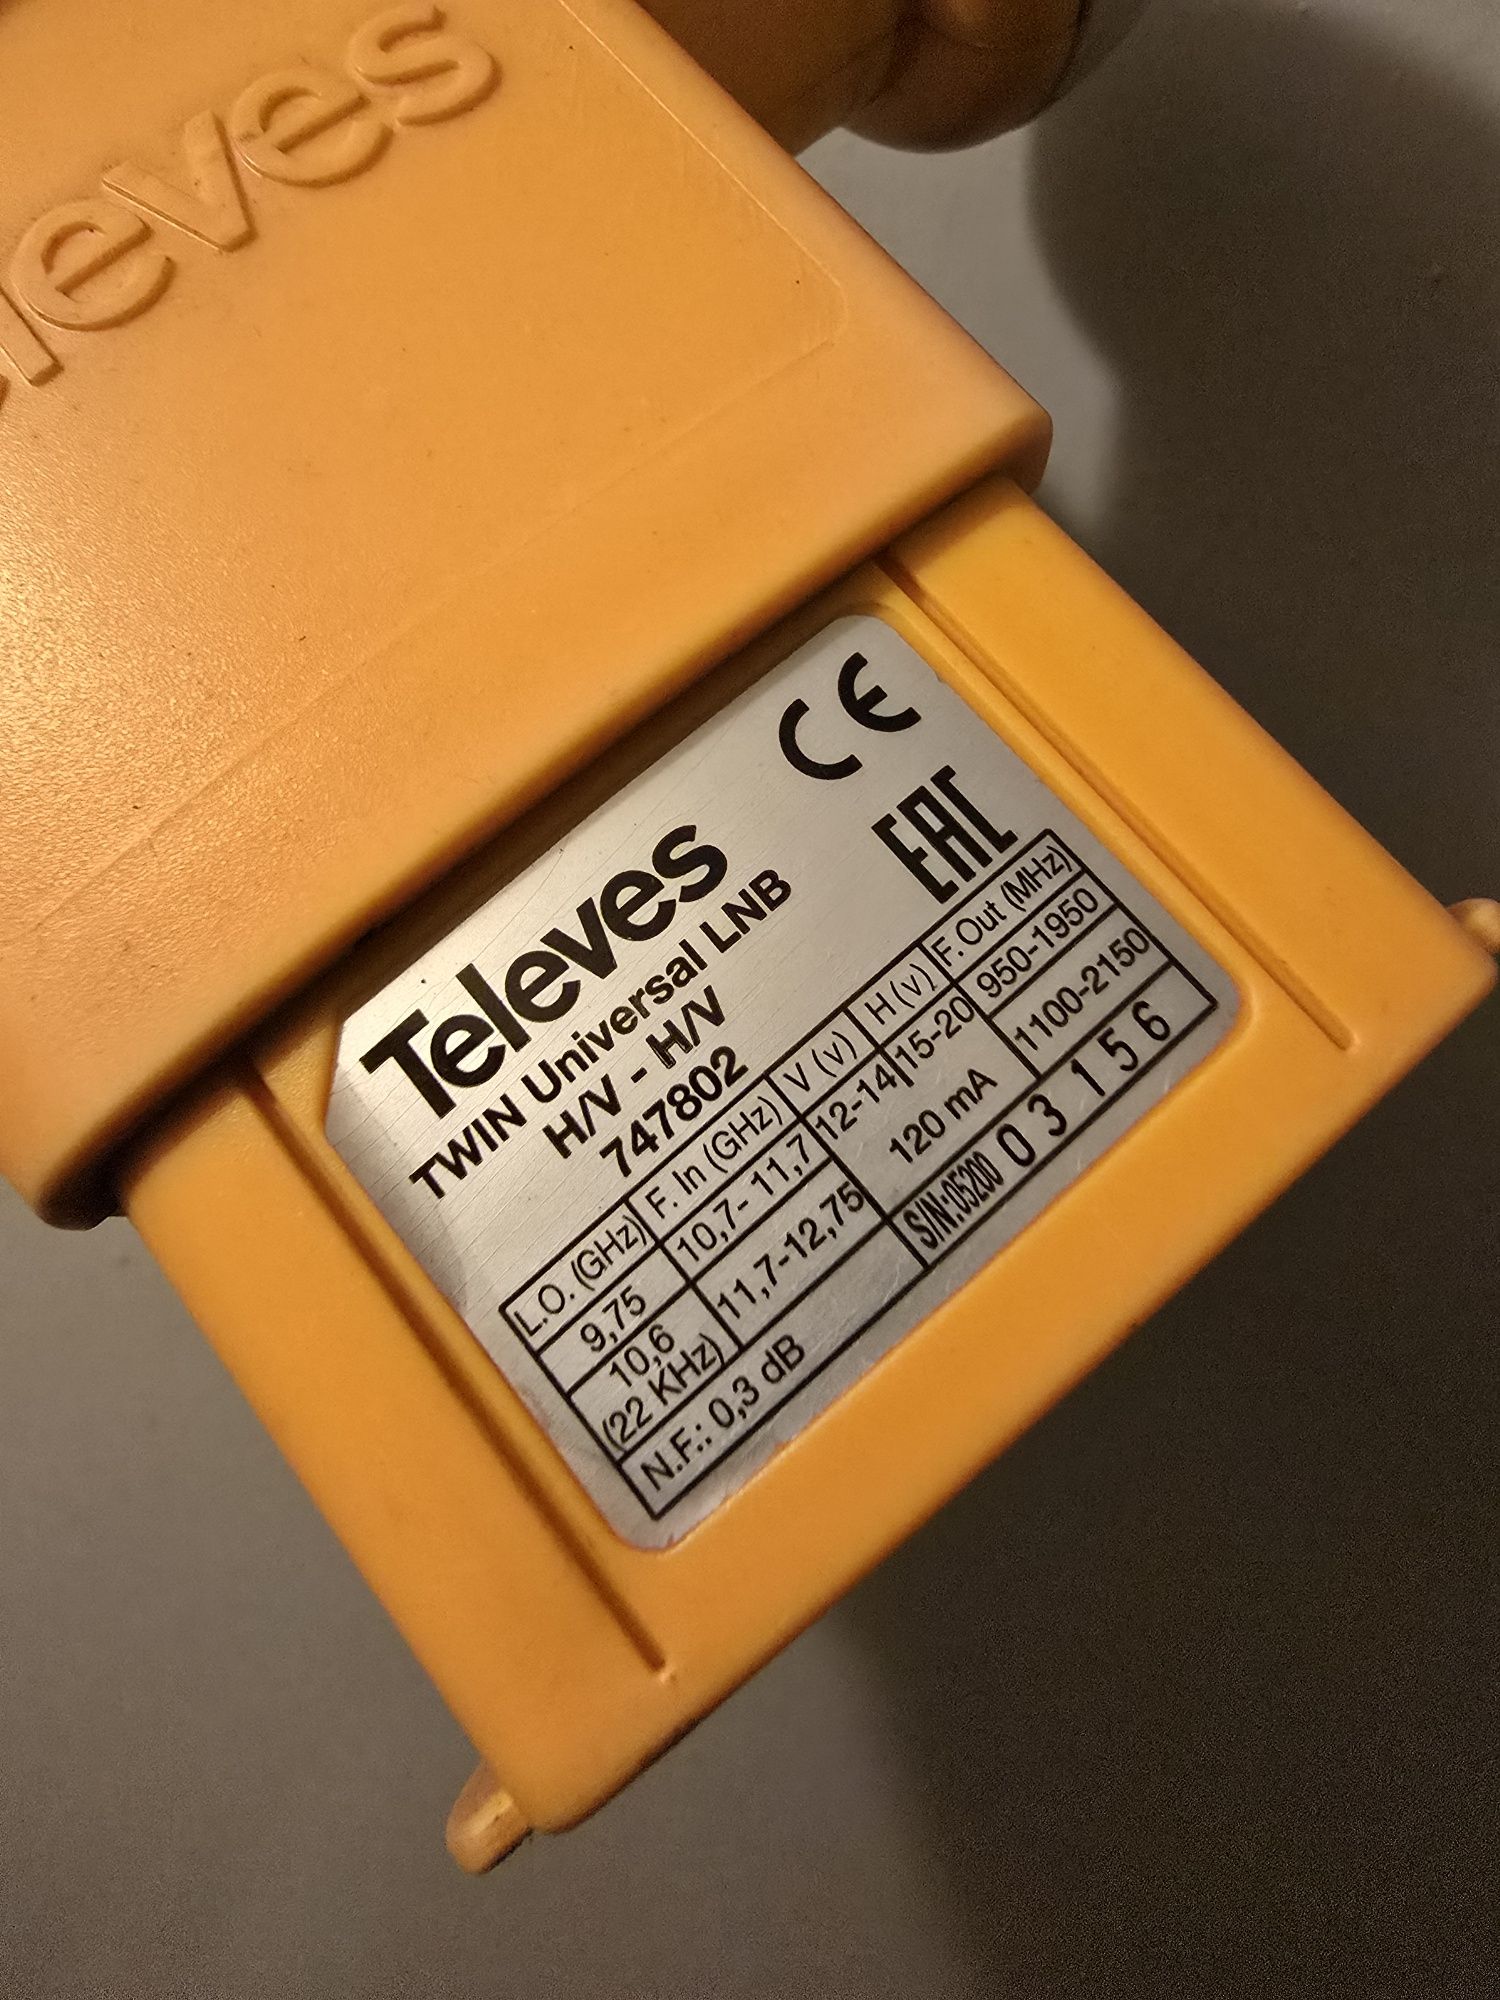 eleves
CE
EAC
Televes
TWIN Universal LNB
H/V - H/V
747802
L.O. (GHz) F. In (GHz) V (v) H (v) F. Out (MHz)
9,75 10,7- 11,7 12-14 15-20 950-1950
10,6 (22 KHz) 11,7-12,75 120 mA 1100-2150
N.F.: 0,3 dB S/N:05200 0 3 1 5 6